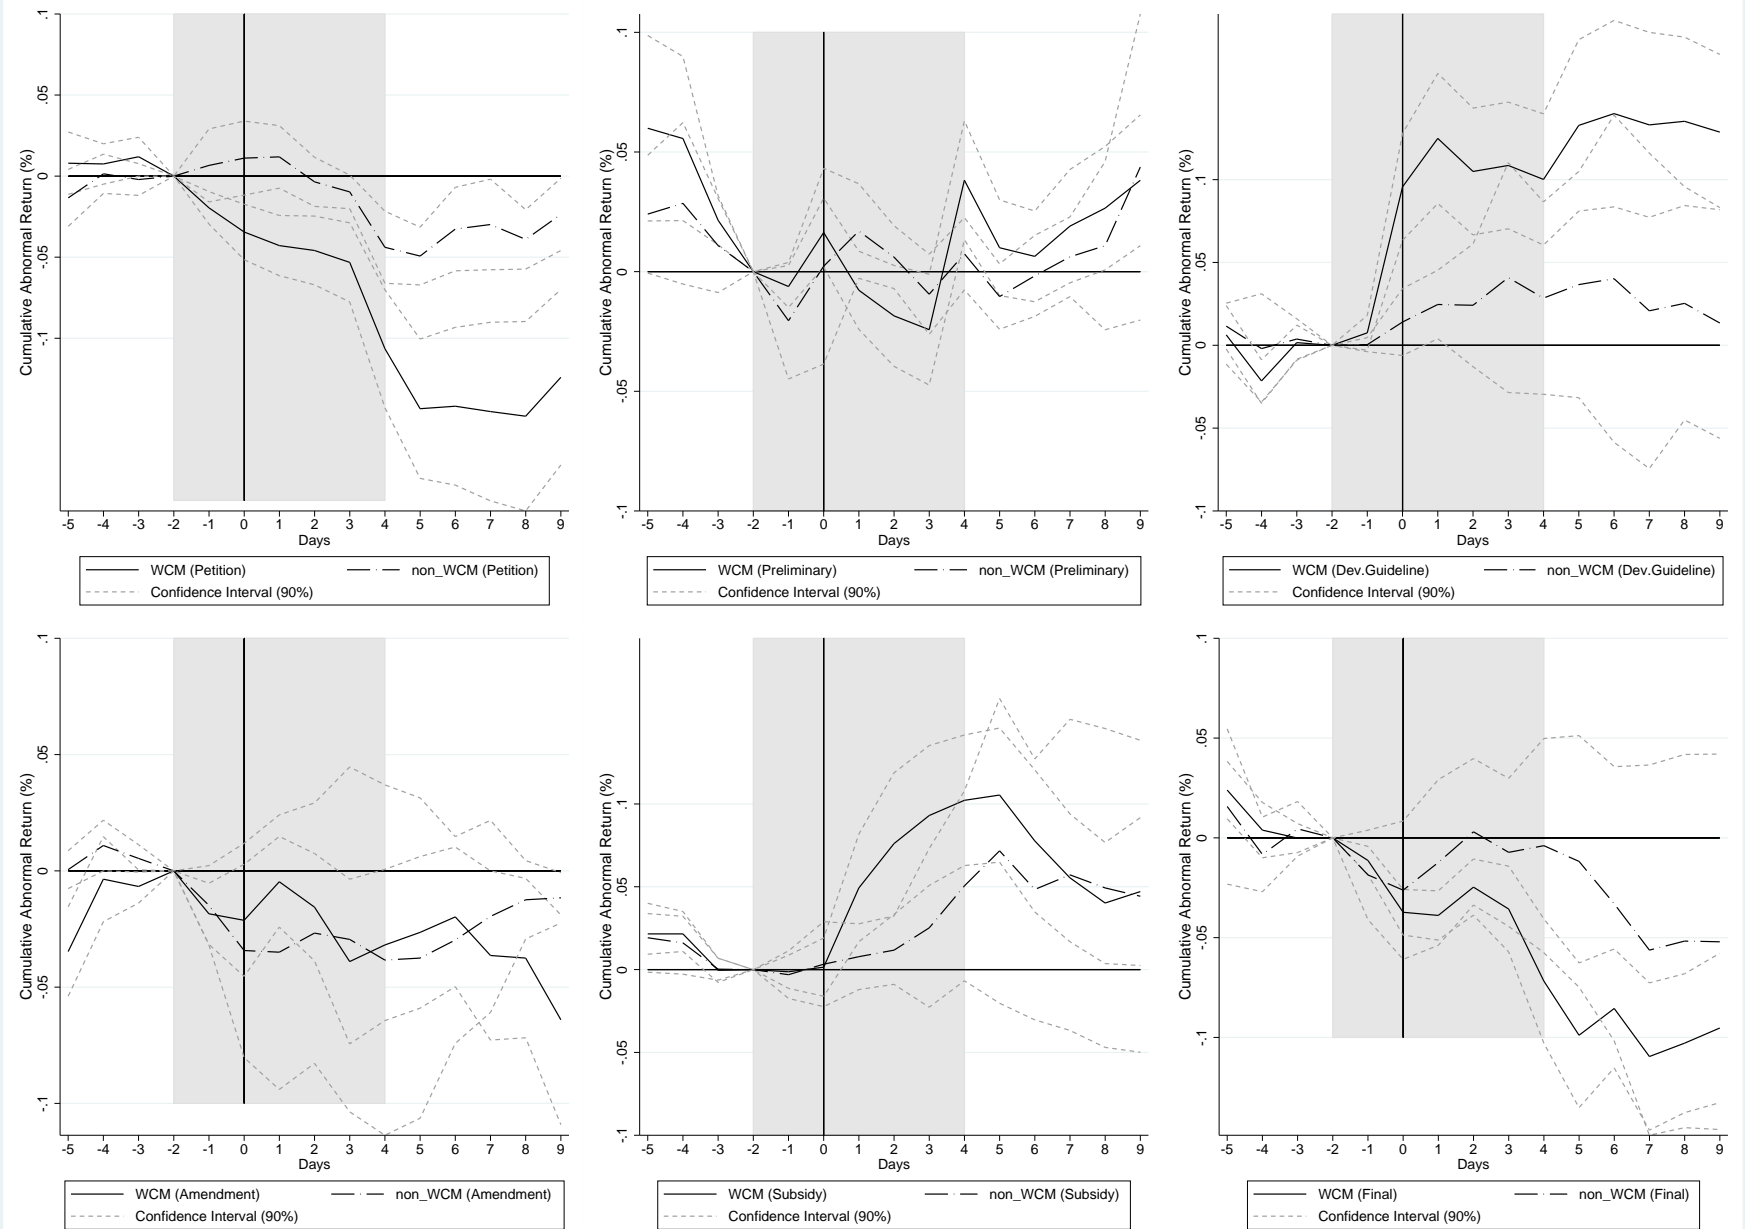 .1
.05
0
-.05
-.1
Cumulative Abnormal Return (%)
-5 -4 -3 -2 -1 0 1 2 3 4 5 6 7 8 9
Days
WCM (Petition) non_WCM (Petition)
Confidence Interval (90%)
.1
.05
0
-.05
-.1
Cumulative Abnormal Return (%)
-5 -4 -3 -2 -1 0 1 2 3 4 5 6 7 8 9
Days
WCM (Preliminary) non_WCM (Preliminary)
Confidence Interval (90%)
.1
.05
0
-.05
-.1
Cumulative Abnormal Return (%)
-5 -4 -3 -2 -1 0 1 2 3 4 5 6 7 8 9
Days
WCM (Dev.Guideline) non_WCM (Dev.Guideline)
Confidence Interval (90%)
.1
.05
0
-.05
-.1
Cumulative Abnormal Return (%)
-5 -4 -3 -2 -1 0 1 2 3 4 5 6 7 8 9
Days
WCM (Amendment) non_WCM (Amendment)
Confidence Interval (90%)
.1
.05
0
-.05
-.1
Cumulative Abnormal Return (%)
-5 -4 -3 -2 -1 0 1 2 3 4 5 6 7 8 9
Days
WCM (Subsidy) non_WCM (Subsidy)
Confidence Interval (90%)
.1
.05
0
-.05
-.1
Cumulative Abnormal Return (%)
-5 -4 -3 -2 -1 0 1 2 3 4 5 6 7 8 9
Days
WCM (Final) non_WCM (Final)
Confidence Interval (90%)